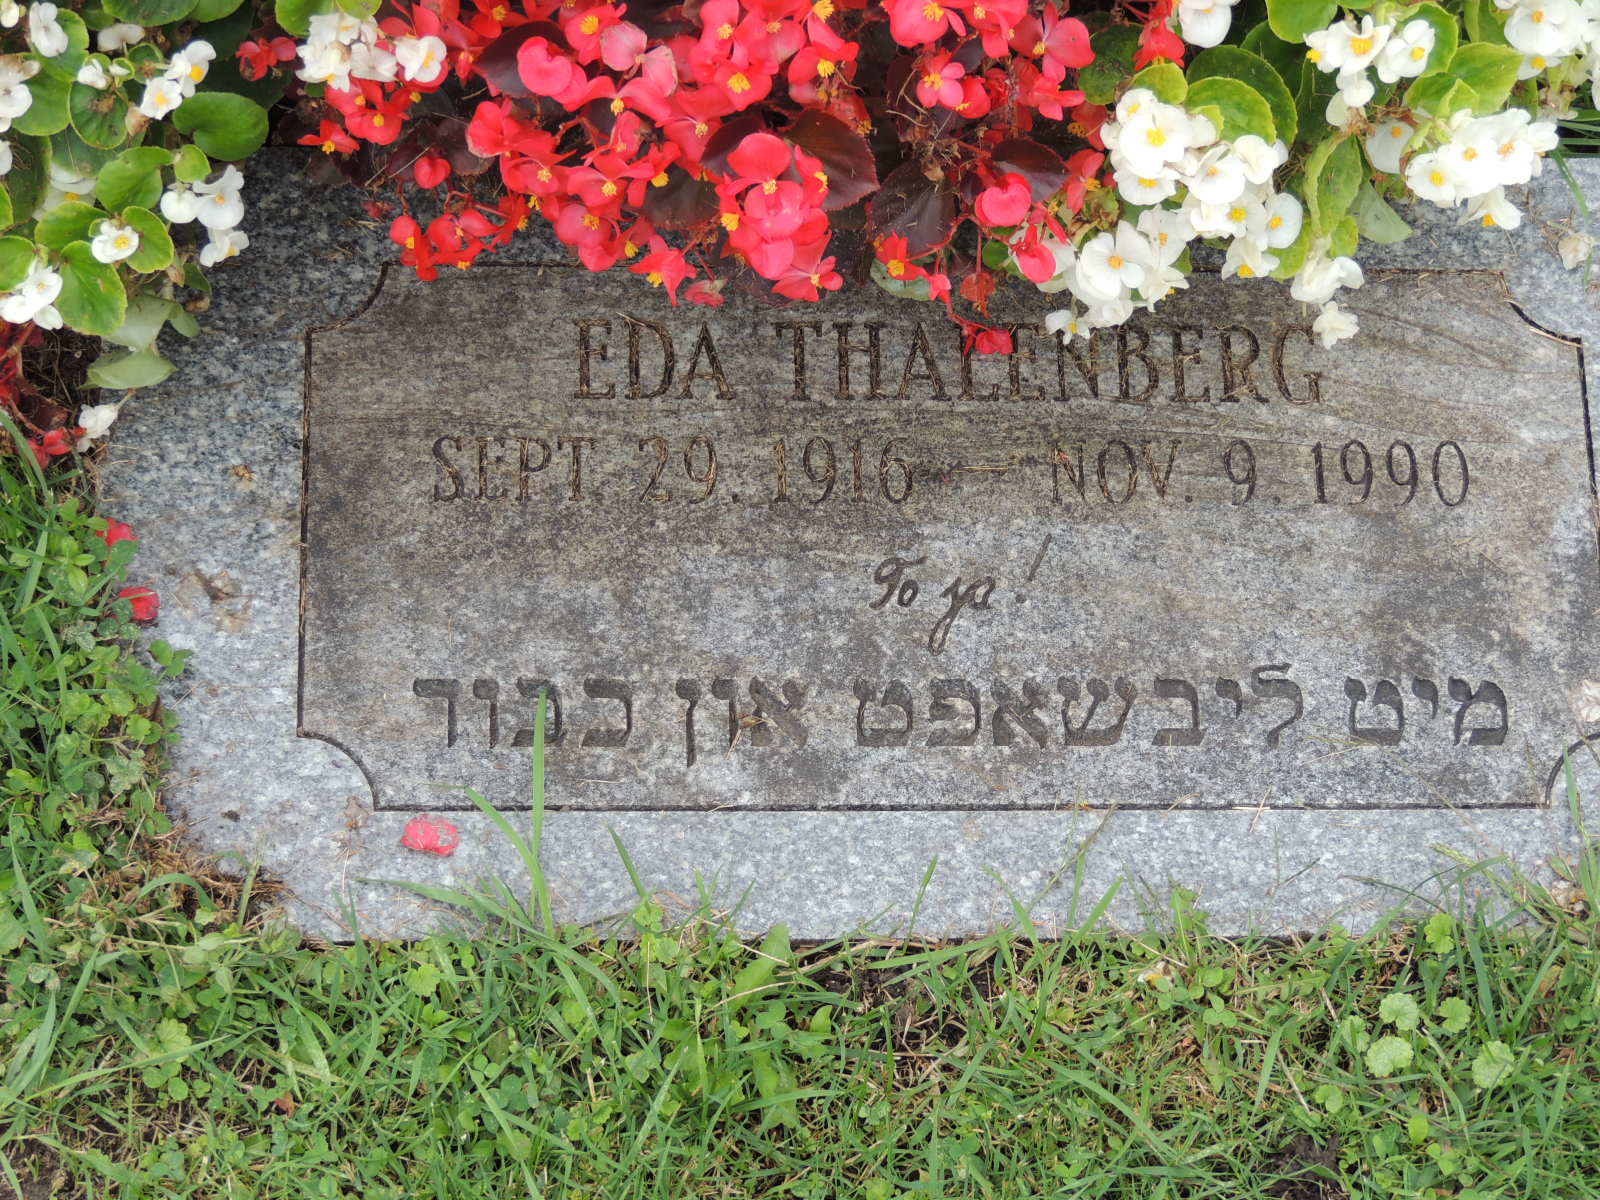 EDA THALENBERG
SEPT 29. 1916 — NOV. 9. 1990
To ja!
מיט ליבשאפט און כבוד